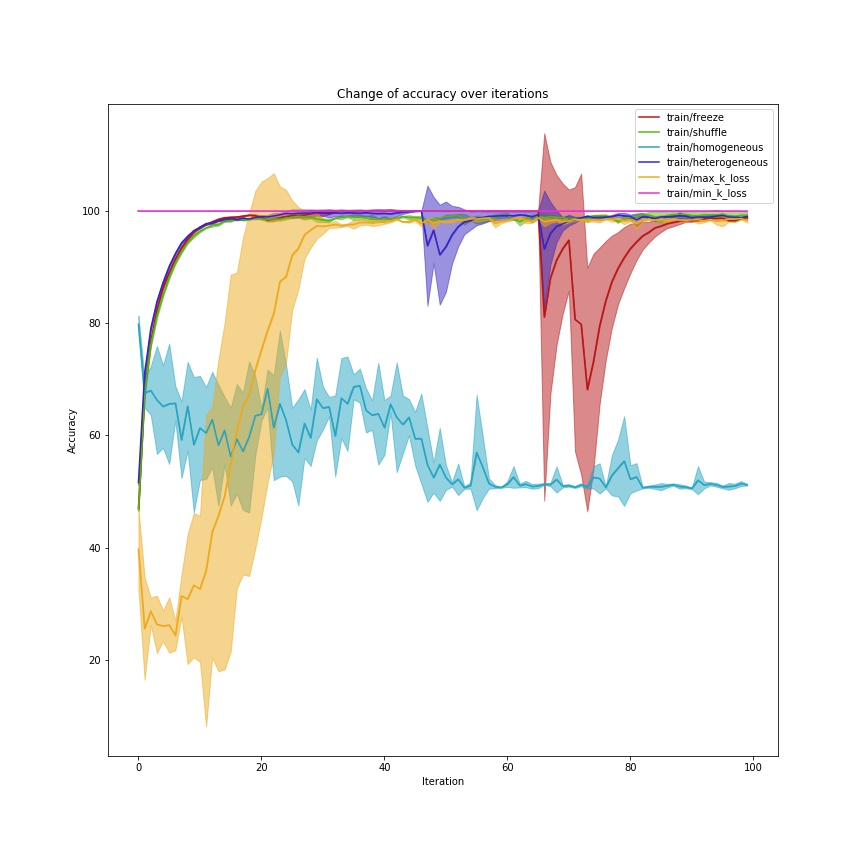 Change of accuracy over iterations
train/freeze
train/shuffle
train/homogeneous
train/heterogeneous
train/max_k_loss
train/min_k_loss
100
80
60
40
20
Accuracy
0
20
40
60
80
100
Iteration